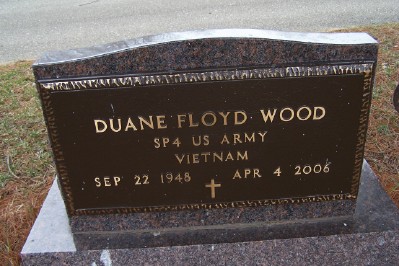 DUANE FLOYD WOOD
SP4 US ARMY
VIETNAM
SEP 22 1948 APR 4 2006